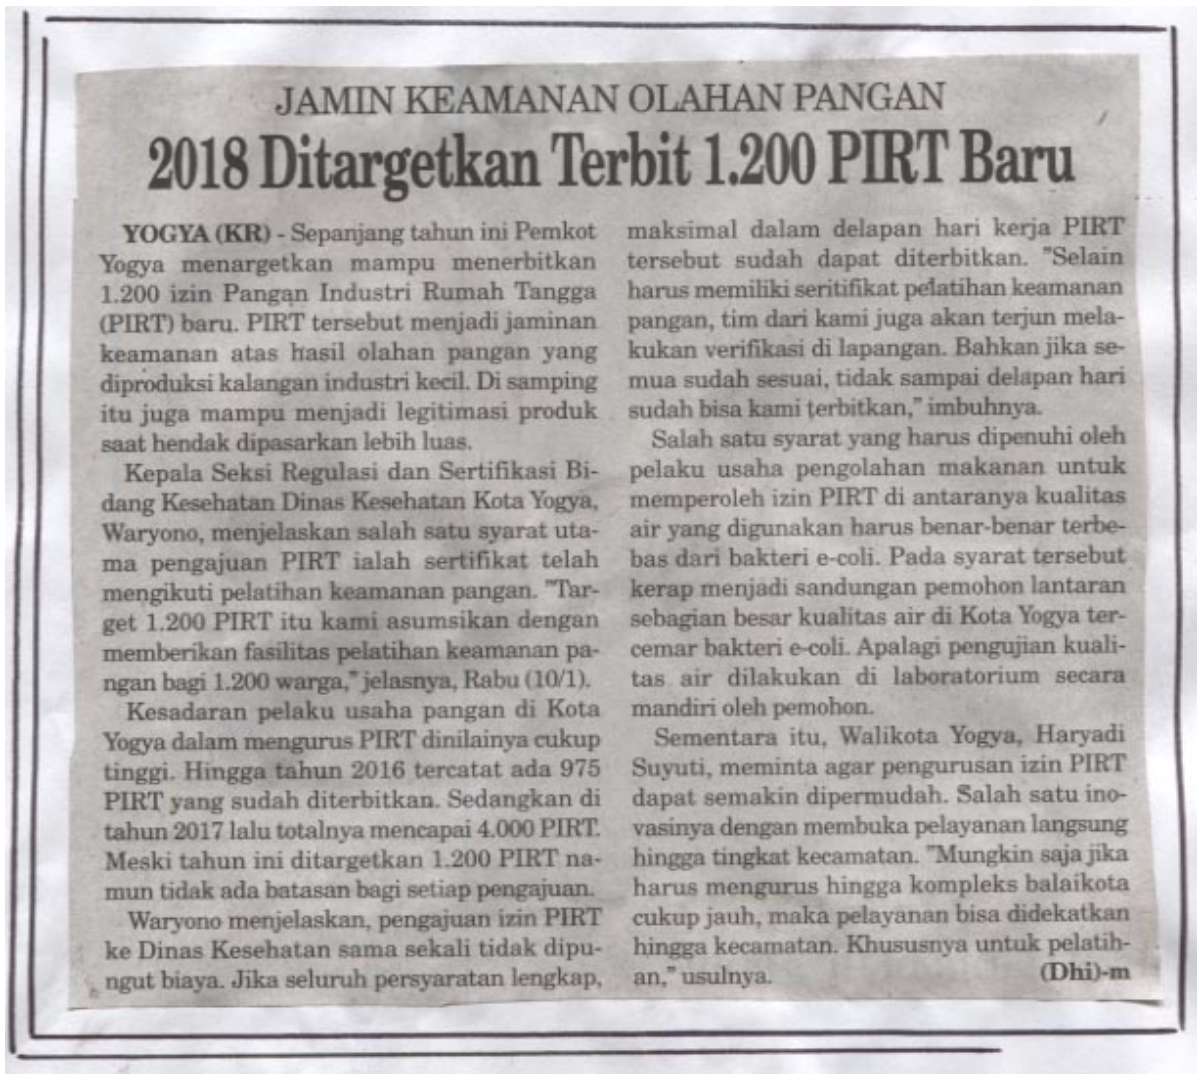 JAMIN KEAMANAN OLAHAN PANGAN
2018 Ditargetkan Terbit 1.200 PIRT Baru
YOGYA (KR) - Sepanjang tahun ini Pemkot
Yogya menargetkan mampu menerbitkan
1.200 izin Pangan Industri Rumah Tangga
(PIRT) baru. PIRT tersebut menjadi jaminan
keamanan atas hasil olahan pangan yang
diproduksi kalangan industri kecil. Di samping
itu juga mampu menjadi legitimasi produk
saat hendak dipasarkan lebih luas.
Kepala Seksi Regulasi dan Sertifikasi Bi-
dang Kesehatan Dinas Kesehatan Kota Yogya,
Waryono, menjelaskan salah satu syarat uta-
ma pengajuan PIRT ialah sertifikat telah
mengikuti pelatihan keamanan pangan. "Tar-
get 1.200 PIRT itu kami asumsikan dengan
memberikan fasilitas pelatihan keamanan pa-
ngan bagi 1.200 warga," jelasnya, Rabu (10/1).
Kesadaran pelaku usaha pangan di Kota
Yogya dalam mengurus PIRT dinilainya cukup
tinggi. Hingga tahun 2016 tercatat ada 975
PIRT yang sudah diterbitkan. Sedangkan di
tahun 2017 lalu totalnya mencapai 4.000 PIRT.
Meski tahun ini ditargetkan 1.200 PIRT na-
mun tidak ada batasan bagi setiap pengajuan.
Waryono menjelaskan, pengajuan izin PIRT
ke Dinas Kesehatan sama sekali tidak dipu-
ngut biaya. Jika seluruh persyaratan lengkap,
maksimal dalam delapan hari kerja PIRT
tersebut sudah dapat diterbitkan. "Selain
harus memiliki seritifikat pelatihan keamanan
pangan, tim dari kami juga akan terjun mela-
kukan verifikasi di lapangan. Bahkan jika se-
mua sudah sesuai, tidak sampai delapan hari
sudah bisa kami terbitkan," imbuhnya.
Salah satu syarat yang harus dipenuhi oleh
pelaku usaha pengolahan makanan untuk
memperoleh izin PIRT di antaranya kualitas
air yang digunakan harus benar-benar terbe-
bas dari bakteri e-coli. Pada syarat tersebut
kerap menjadi sandungan pemohon lantaran
sebagian besar kualitas air di Kota Yogya ter-
cemar bakteri e-coli. Apalagi pengujian kuali-
tas air dilakukan di laboratorium secara
mandiri oleh pemohon.
Sementara itu, Walikota Yogya, Haryadi
Suyuti, meminta agar pengurusan izin PIRT
dapat semakin dipermudah. Salah satu ino-
vasinya dengan membuka pelayanan langsung
hingga tingkat kecamatan. "Mungkin saja jika
harus mengurus hingga kompleks balaikota
cukup jauh, maka pelayanan bisa didekatkan
hingga kecamatan. Khususnya untuk pelatih-
an," usulnya. (Dhi)-m